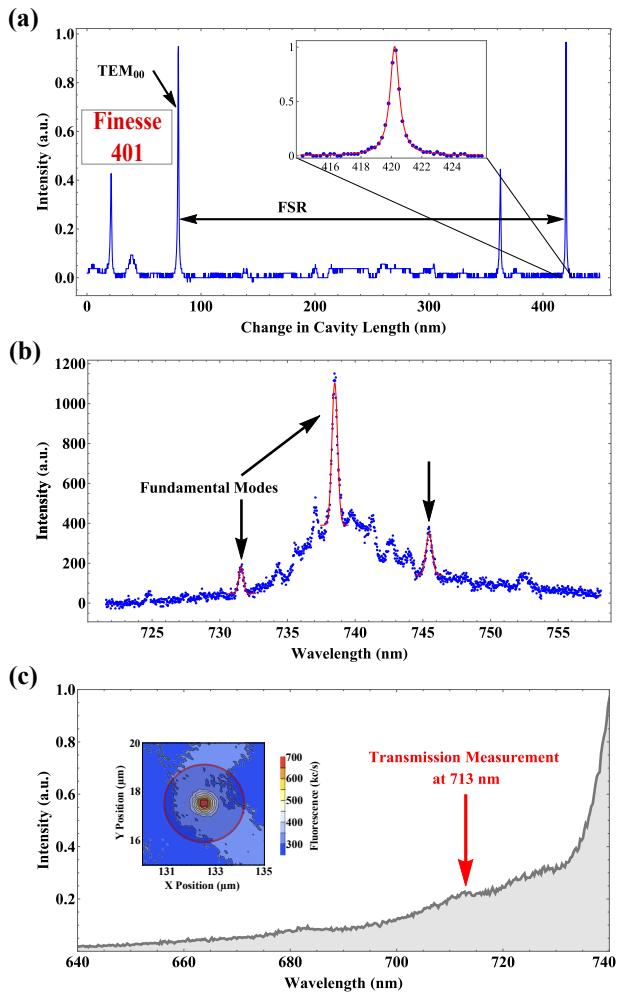 (a)
1.0
0.8
0.6
0.4
0.2
0.0
Intensity (a.u.)
TEM00
Finesse
401
FSR
1
0.5
0
416 418 420 422 424
0 100 200 300 400
Change in Cavity Length (nm)
(b)
1200
1000
800
600
400
200
0
Intensity (a.u.)
Fundamental Modes
725 730 735 740 745 750 755
Wavelength (nm)
(c)
1.0
0.8
0.6
0.4
0.2
Intensity (a.u.)
20
18
16
Y Position (μm)
131 133 135
X Position (μm)
700
600
500
400
300
Fluorescence (kc/s)
Transmission Measurement
at 713 nm
640 660 680 700 720 740
Wavelength (nm)